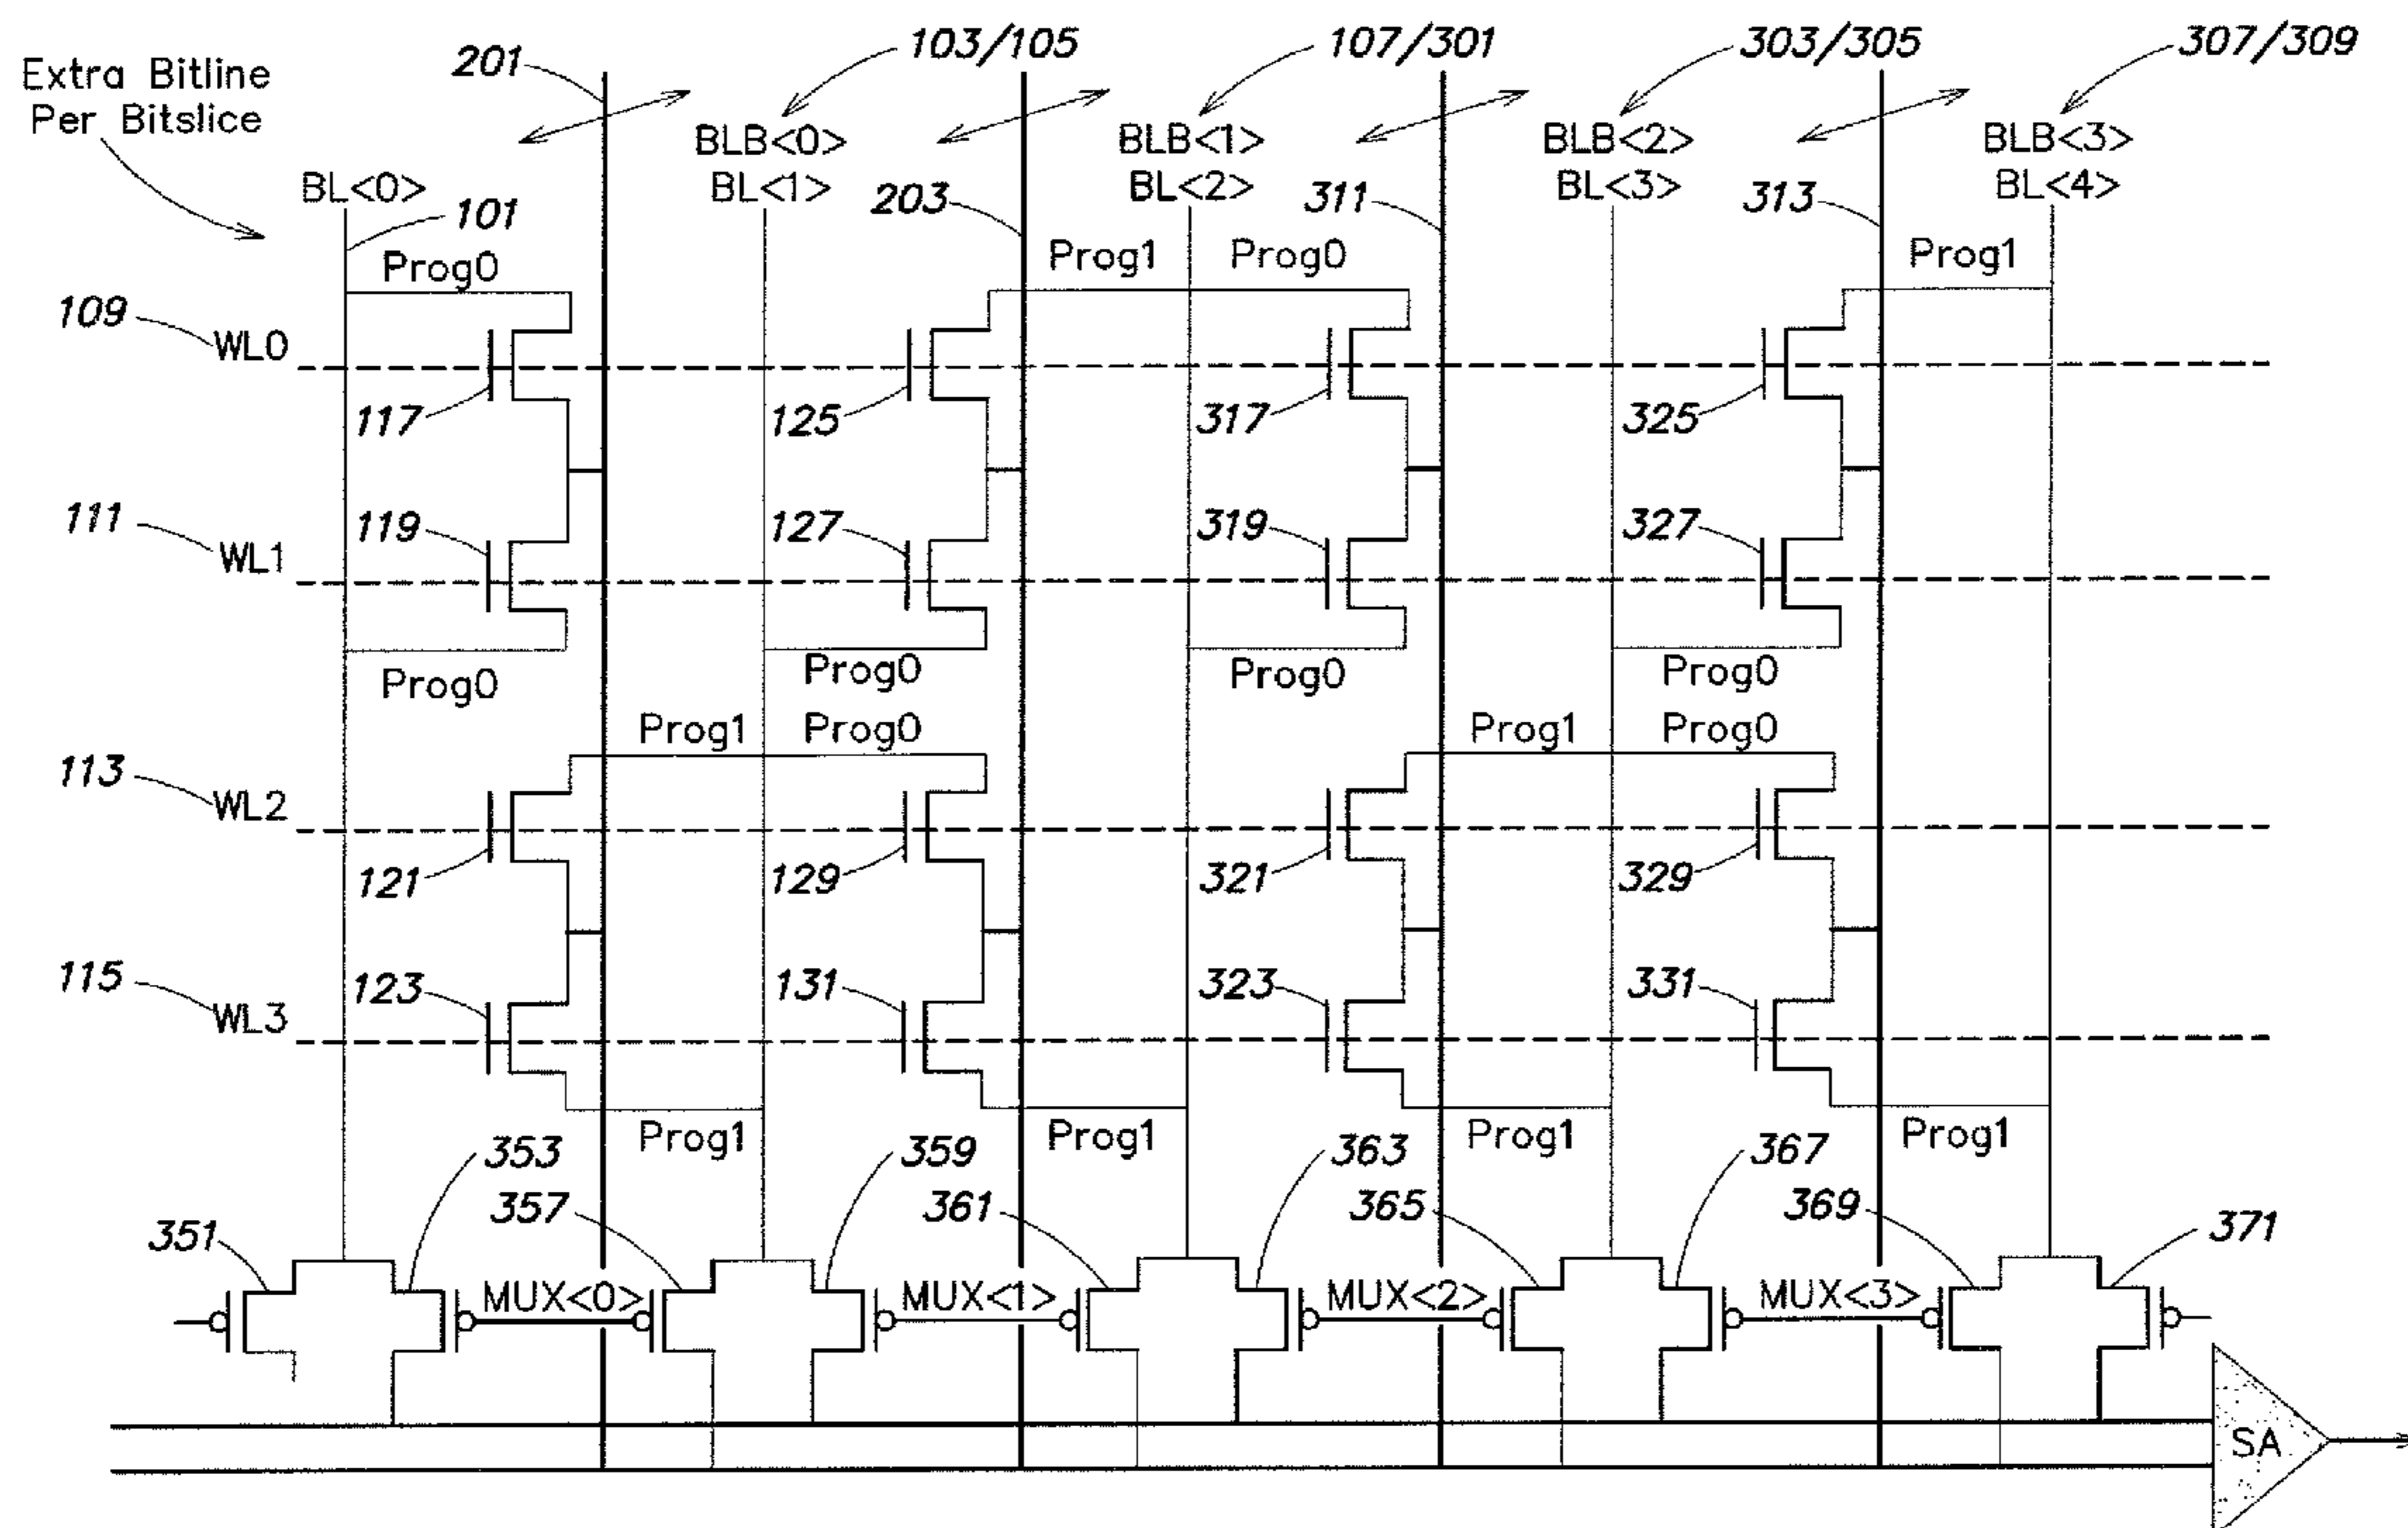 103/105
107/301
303/305
307/309
Extra Bitline
Per Bitslice
201
BLB<0>
BLB<1>
BLB<2>
BLB<3>
BL<0>
BL<1>
203
BL<2>
311
BL<3>
313
BL<4>
101
Prog0
Prog1
Prog0
Prog1
109
WL0
117
125
317
325
111
WL1
119
127
319
327
Prog0
Prog0
Prog0
Prog0
Prog1
Prog0
Prog1
Prog0
113
WL2
121
129
321
329
115
WL3
123
131
323
331
Prog1
Prog1
Prog1
Prog1
351
353
357
359
361
363
365
367
369
371
MUX<0>
MUX<1>
MUX<2>
MUX<3>
SA